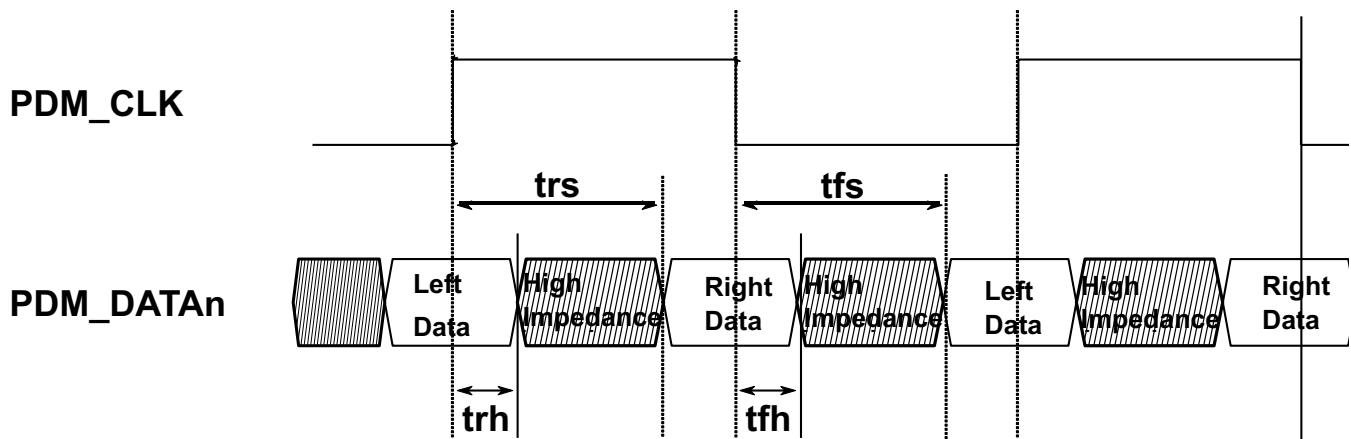 PDM_CLK
trs
tfs
PDM_DATAn
Left
Data
High
Impedance
Right
Data
High
Impedance
Left
Data
High
Impedance
Right
Data
trh
tfh